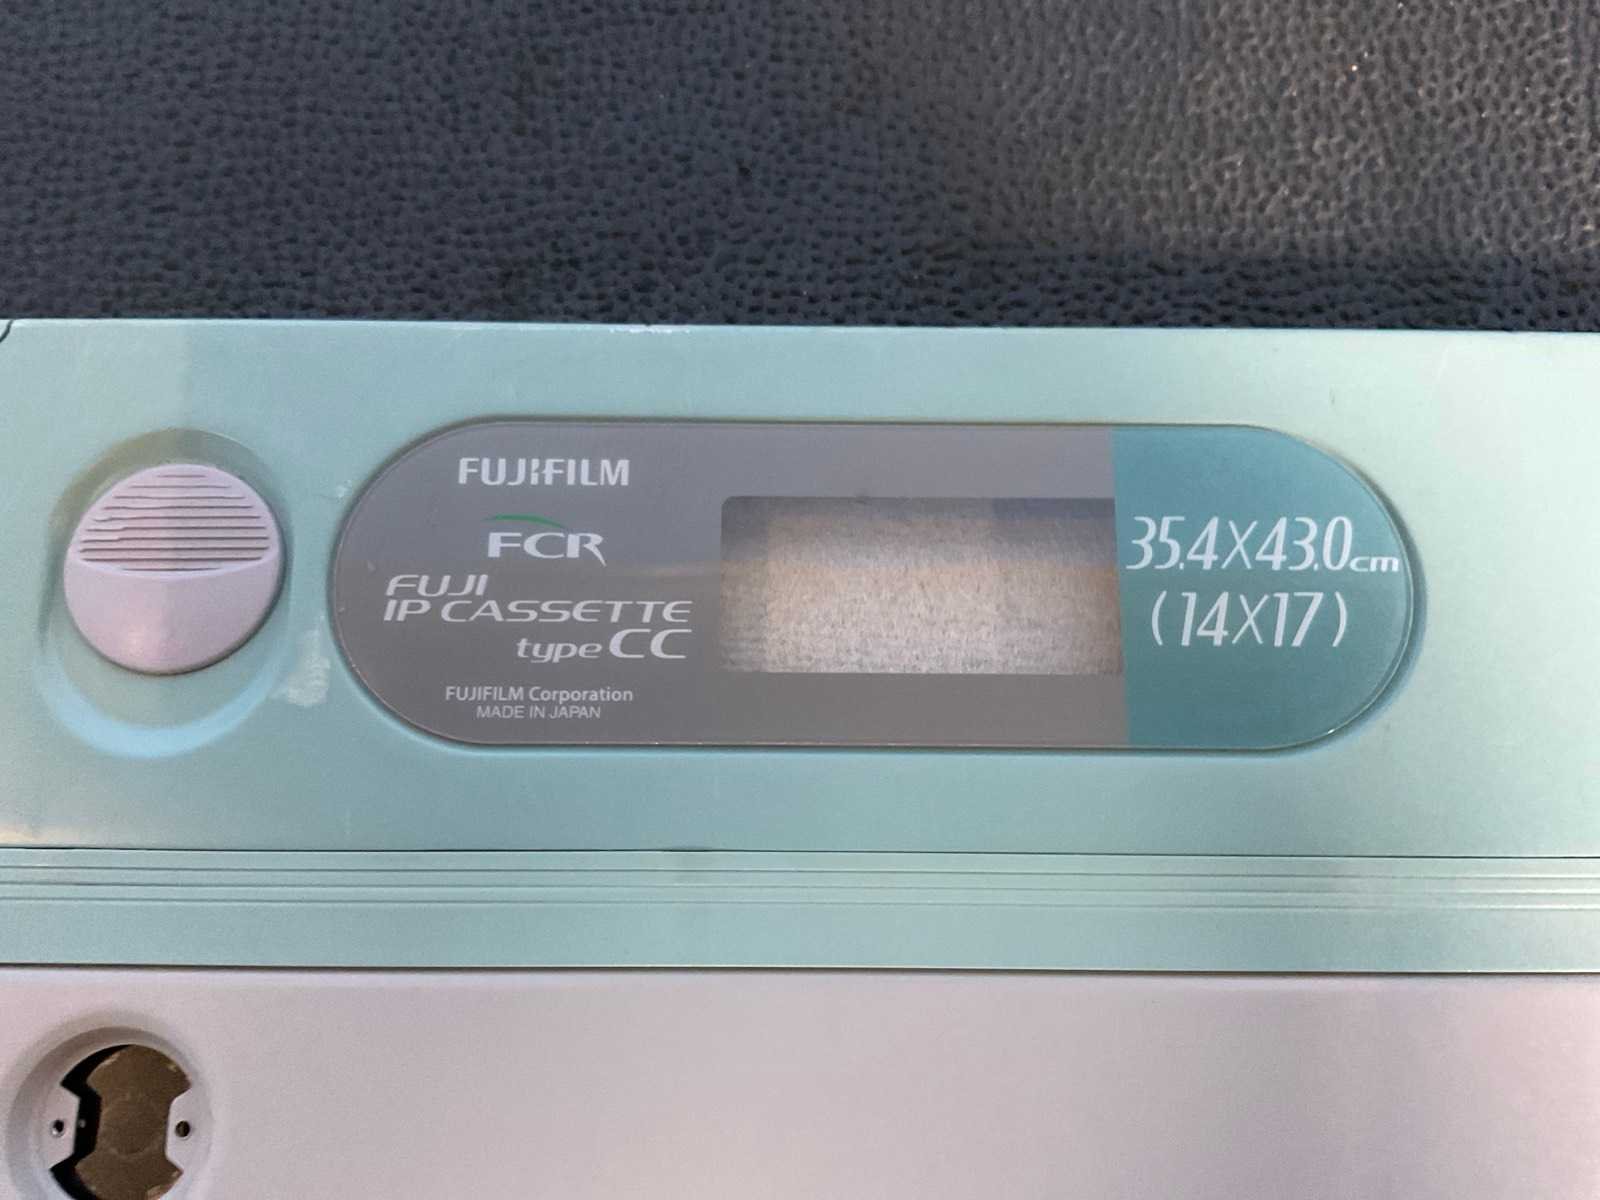 FUJIFILM
FCR
FUJI
IP CASSETTE
type CC
FUJIFILM Corporation
MADE IN JAPAN
35.4X43.0cm
(14X17)